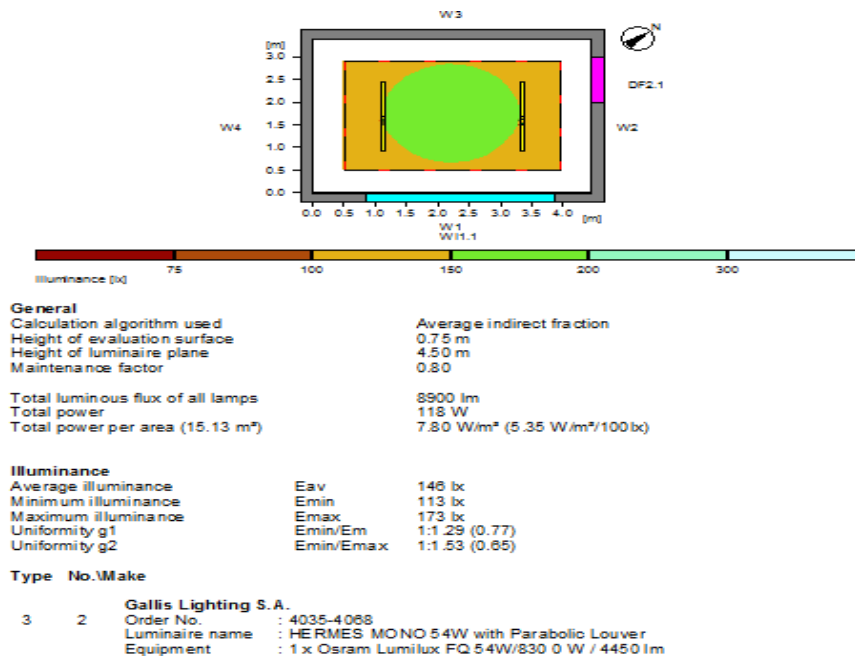 W3
N
[m]
3.0
2.5
2.0
1.5
1.0
0.5
0.0
DF2.1
W4
W2
0.0 0.5 1.0 1.5 2.0 2.5 3.0 3.5 4.0 [m]
W1
WI1.1
75 100 150 200 300
Illuminance [lx]
General
Calculation algorithm used Average indirect fraction
Height of evaluation surface 0.75 m
Height of luminaire plane 4.50 m
Maintenance factor 0.80
Total luminous flux of all lamps 8900 lm
Total power 118 W
Total power per area (15.13 m²) 7.80 W/m² (5.35 W/m²/100lx)
Illuminance
Average illuminance Eav 146 lx
Minimum illuminance Emin 113 lx
Maximum illuminance Emax 173 lx
Uniformity g1 Emin/Em 1:1.29 (0.77)
Uniformity g2 Emin/Emax 1:1.53 (0.65)
Type No.\Make
Gallis Lighting S.A.
3 2 Order No. : 4035-4068
Luminaire name : HERMES MONO 54W with Parabolic Louver
Equipment : 1 x Osram Lumilux FQ 54W/830 0 W / 4450 lm